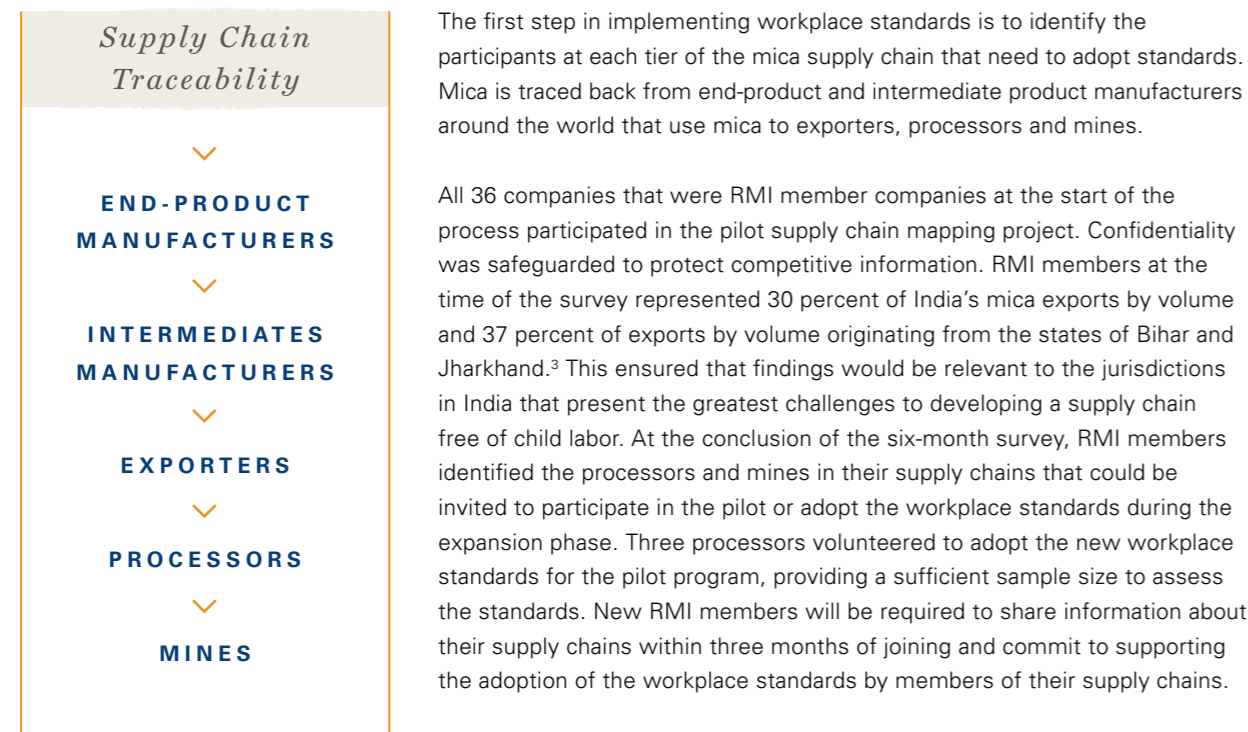 Supply Chain
Traceability
END-PRODUCT
MANUFACTURERS
INTERMEDIATES
MANUFACTURERS
EXPORTERS
PROCESSORS
MINES
The first step in implementing workplace standards is to identify the
participants at each tier of the mica supply chain that need to adopt standards.
Mica is traced back from end-product and intermediate product manufacturers
around the world that use mica to exporters, processors and mines.
All 36 companies that were RMI member companies at the start of the
process participated in the pilot supply chain mapping project. Confidentiality
was safeguarded to protect competitive information. RMI members at the
time of the survey represented 30 percent of India’s mica exports by volume
and 37 percent of exports by volume originating from the states of Bihar and
Jharkhand.³ This ensured that findings would be relevant to the jurisdictions
in India that present the greatest challenges to developing a supply chain
free of child labor. At the conclusion of the six-month survey, RMI members
identified the processors and mines in their supply chains that could be
invited to participate in the pilot or adopt the workplace standards during the
expansion phase. Three processors volunteered to adopt the new workplace
standards for the pilot program, providing a sufficient sample size to assess
the standards. New RMI members will be required to share information about
their supply chains within three months of joining and commit to supporting
the adoption of the workplace standards by members of their supply chains.